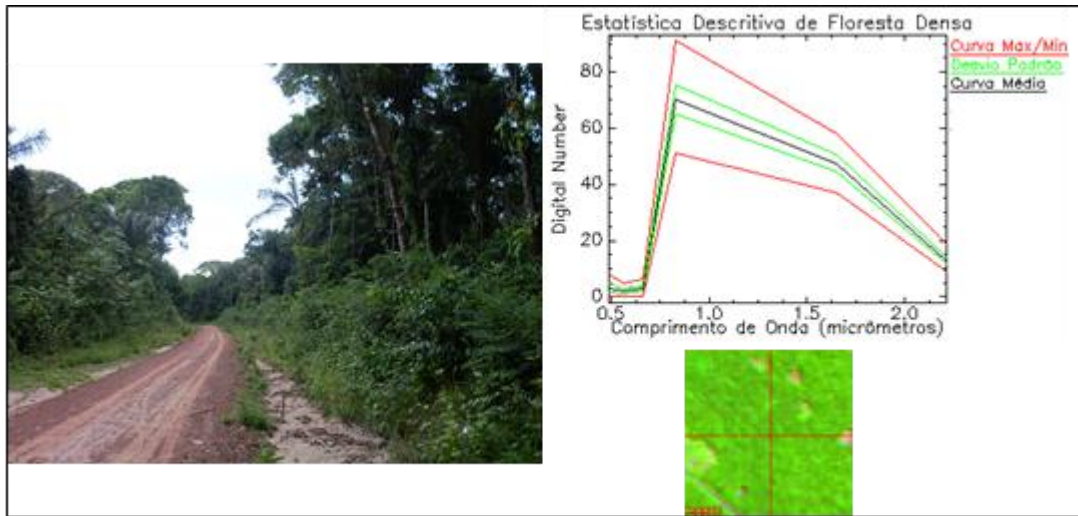 Estatística Descritiva de Floresta Densa
Curva Max/Min
Desvio Padrão
Curva Média
Digital Number
80
60
40
20
0
0.5 1.0 1.5 2.0
Comprimento de Onda (micrômetros)